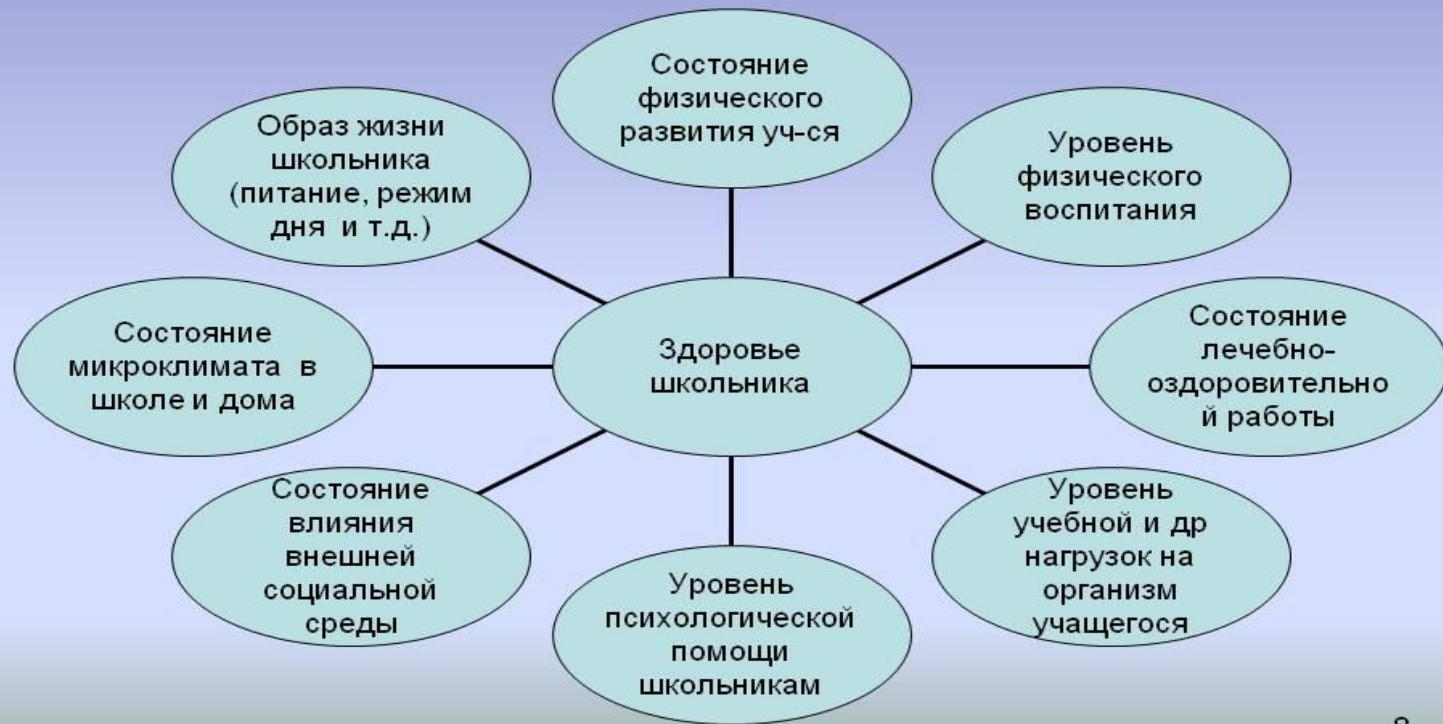 Состояние
физического
развития уч-ся
Образ жизни
школьника
(питание, режим
дня и т.д.)
Уровень
физического
воспитания
Состояние
микроклимата в
школе и дома
Здоровье
школьника
Состояние
лечебно-
оздоровительно
й работы
Состояние
влияния
внешней
социальной
среды
Уровень
психологической
помощи
школьникам
Уровень
учебной и др
нагрузок на
организм
учащегося